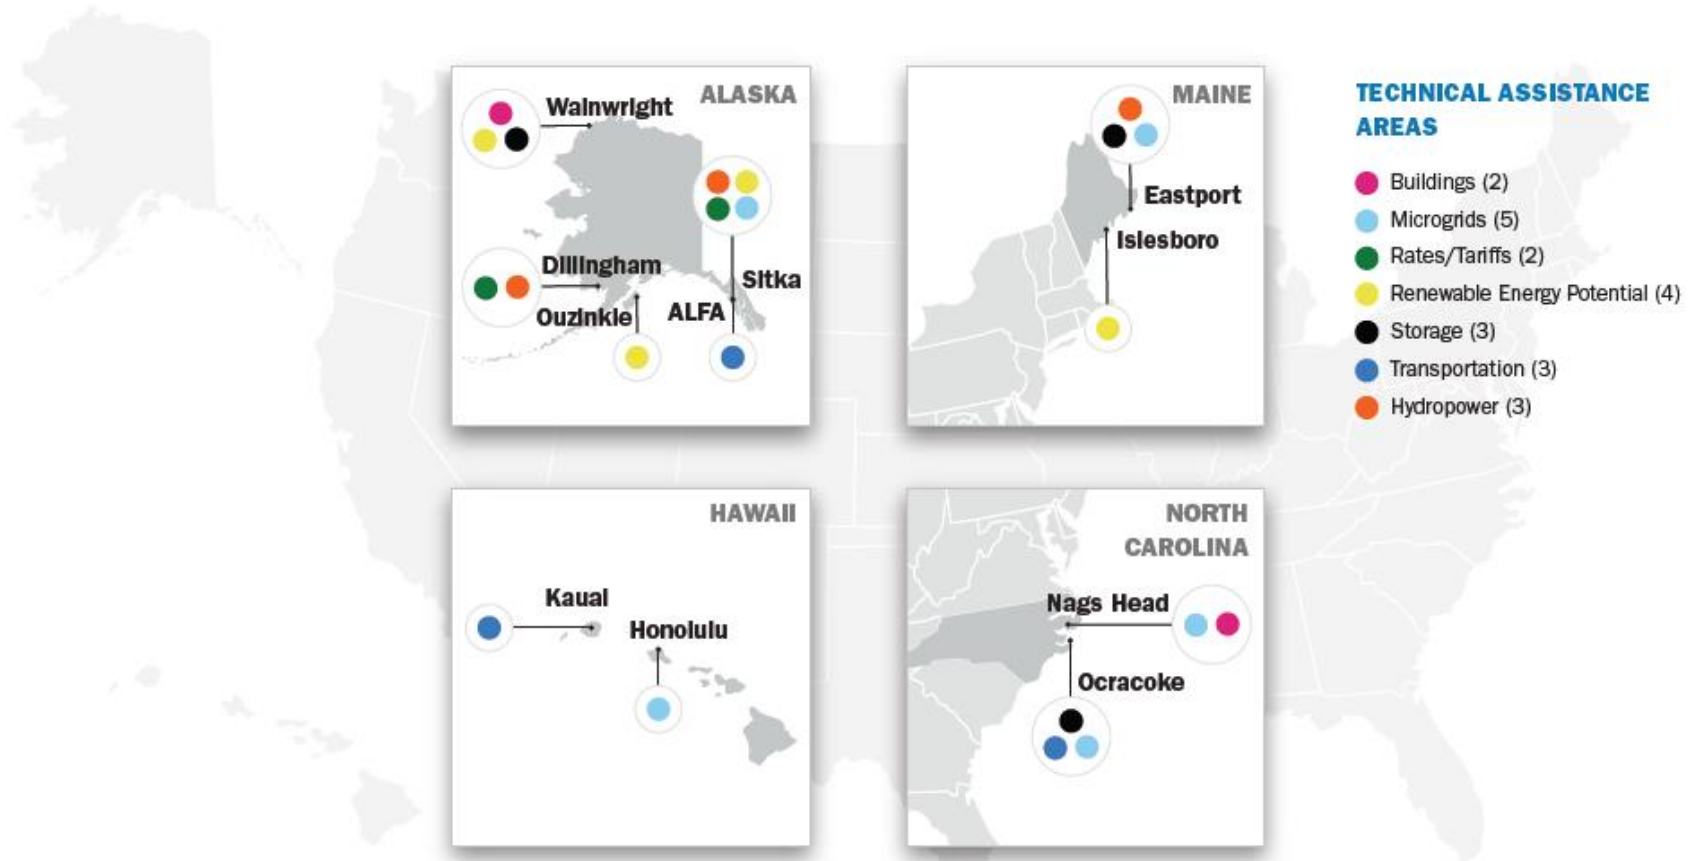 ALASKA
Wainwright
Dillingham
Ouzinkie
ALFA
Sitka
MAINE
Eastport
Islesboro
TECHNICAL ASSISTANCE
AREAS
Buildings (2)
Microgrids (5)
Rates/Tariffs (2)
Renewable Energy Potential (4)
Storage (3)
Transportation (3)
Hydropower (3)
HAWAII
Kauai
Honolulu
NORTH
CAROLINA
Nags Head
Ocracoke